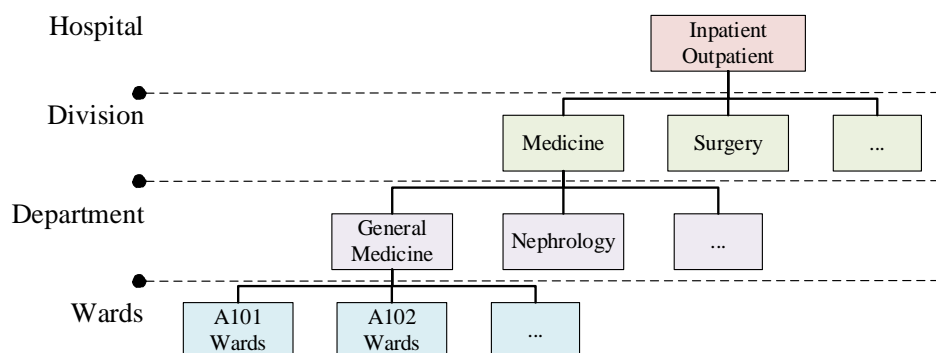 Hospital
Inpatient
Outpatient
Division
Medicine
Surgery
...
Department
General
Medicine
Nephrology
...
Wards
A101
Wards
A102
Wards
...